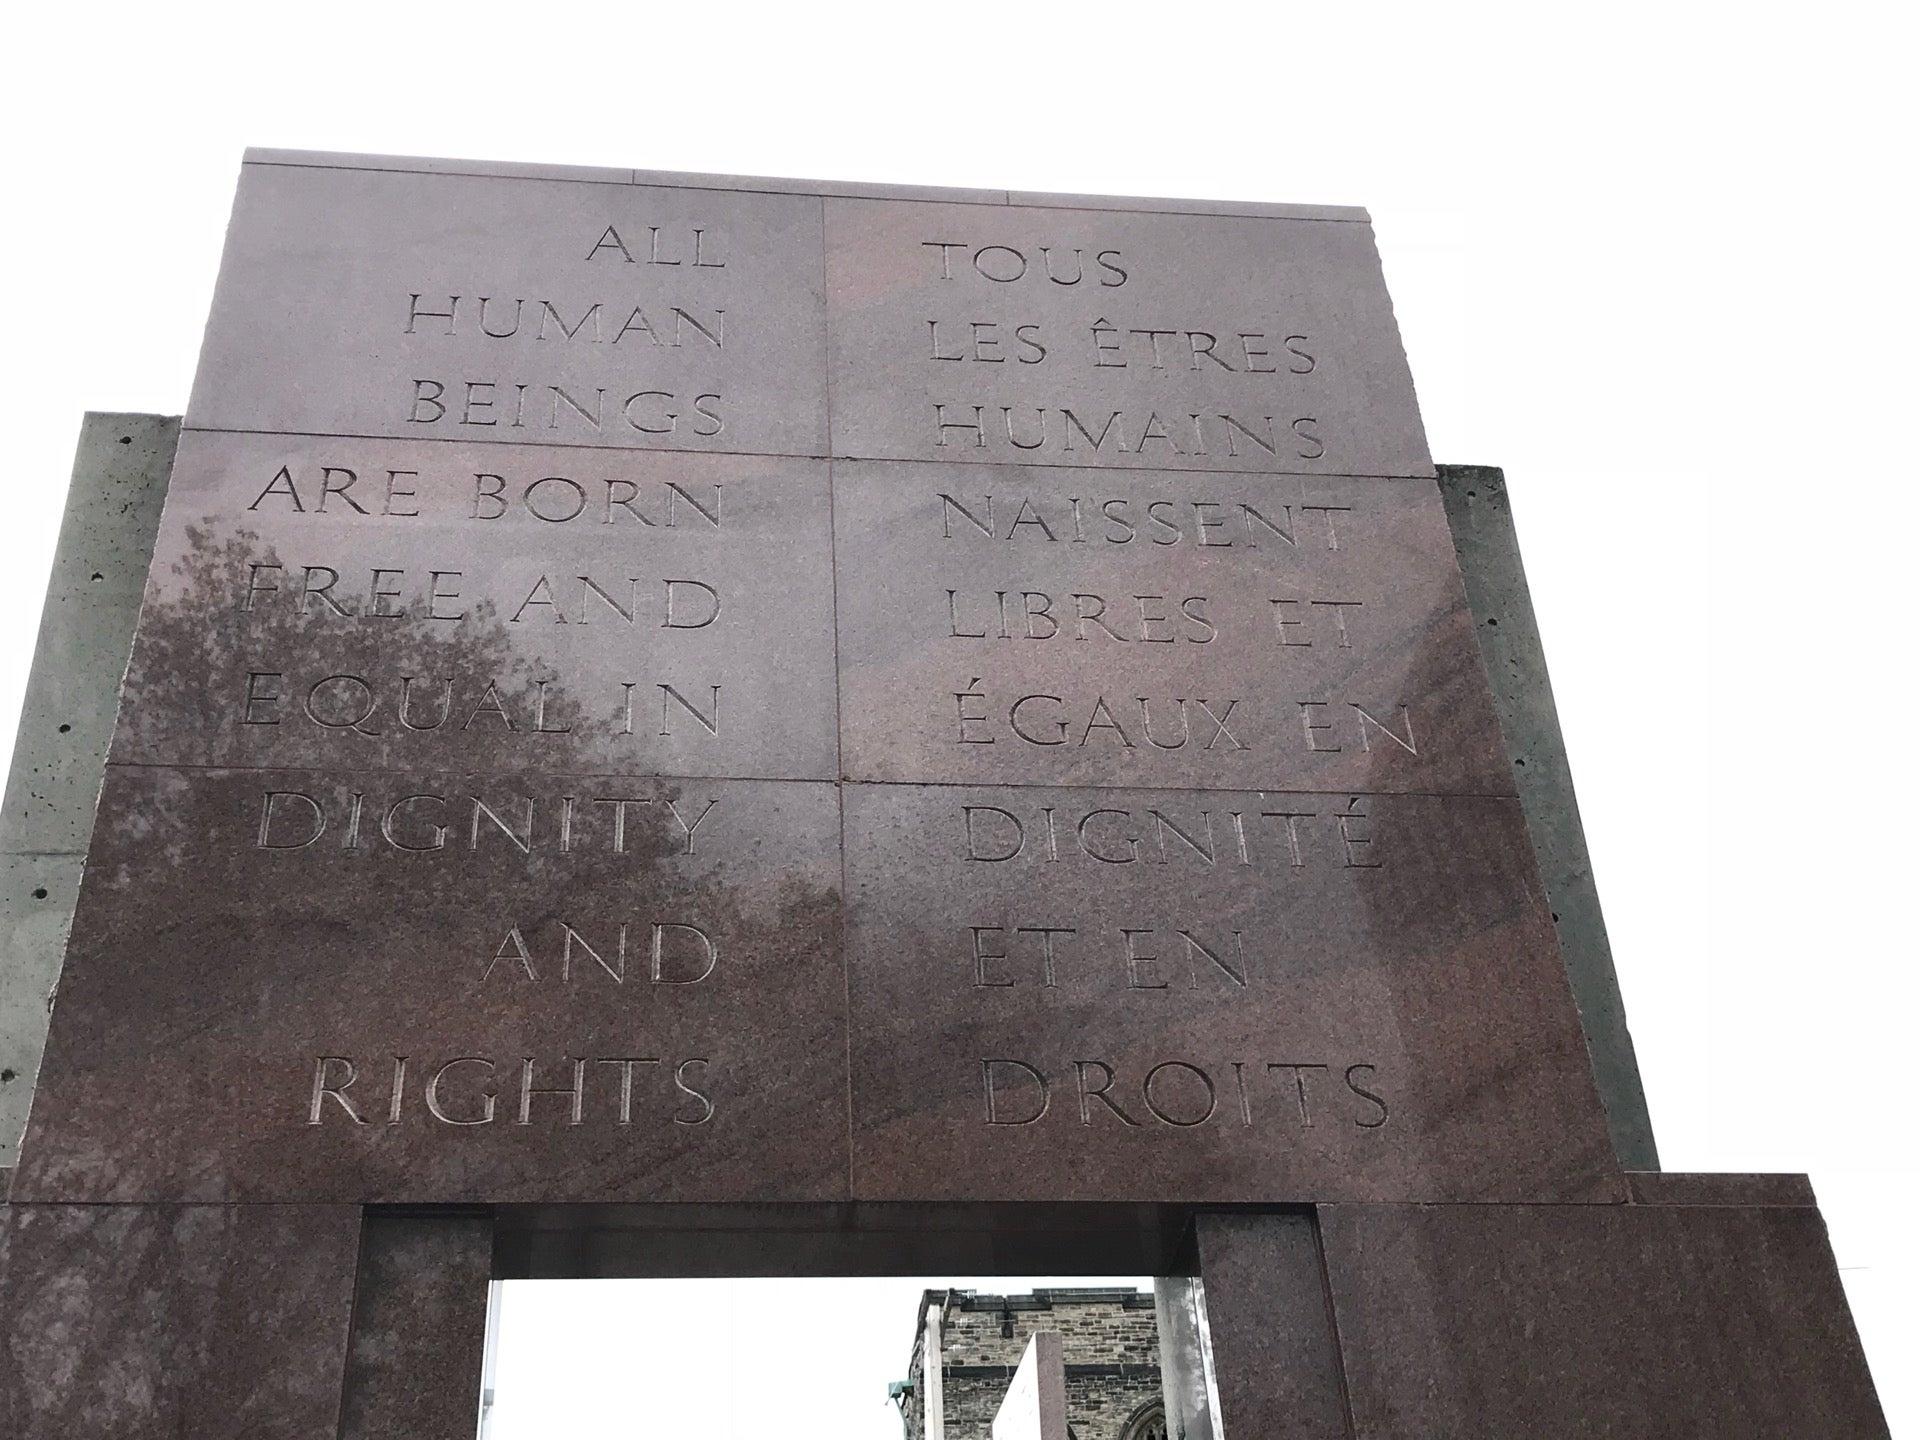 ALL
HUMAN
BEINGS
ARE BORN
FREE AND
EQUAL IN
DIGNITY
AND
RIGHTS
TOUS
LES ÊTRES
HUMAINS
NAISSENT
LIBRES ET
ÉGAUX EN
DIGNITÉ
ET EN
DROITS